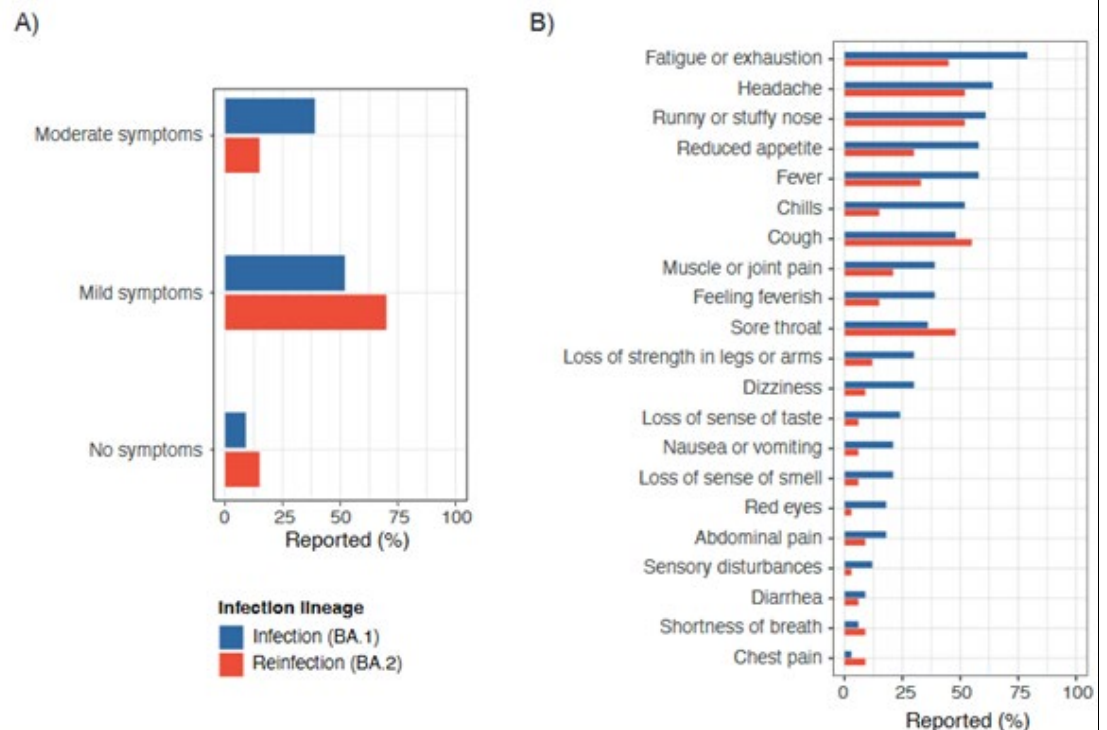 A)
Moderate symptoms
Mild symptoms
No symptoms
0 25 50 75 100
Reported (%)
Infection lineage
Infection (BA.1)
Reinfection (BA.2)
B)
Fatigue or exhaustion
Headache
Runny or stuffy nose
Reduced appetite
Fever
Chills
Cough
Muscle or joint pain
Feeling feverish
Sore throat
Loss of strength in legs or arms
Dizziness
Loss of sense of taste
Nausea or vomiting
Loss of sense of smell
Red eyes
Abdominal pain
Sensory disturbances
Diarrhea
Shortness of breath
Chest pain
0 25 50 75 100
Reported (%)